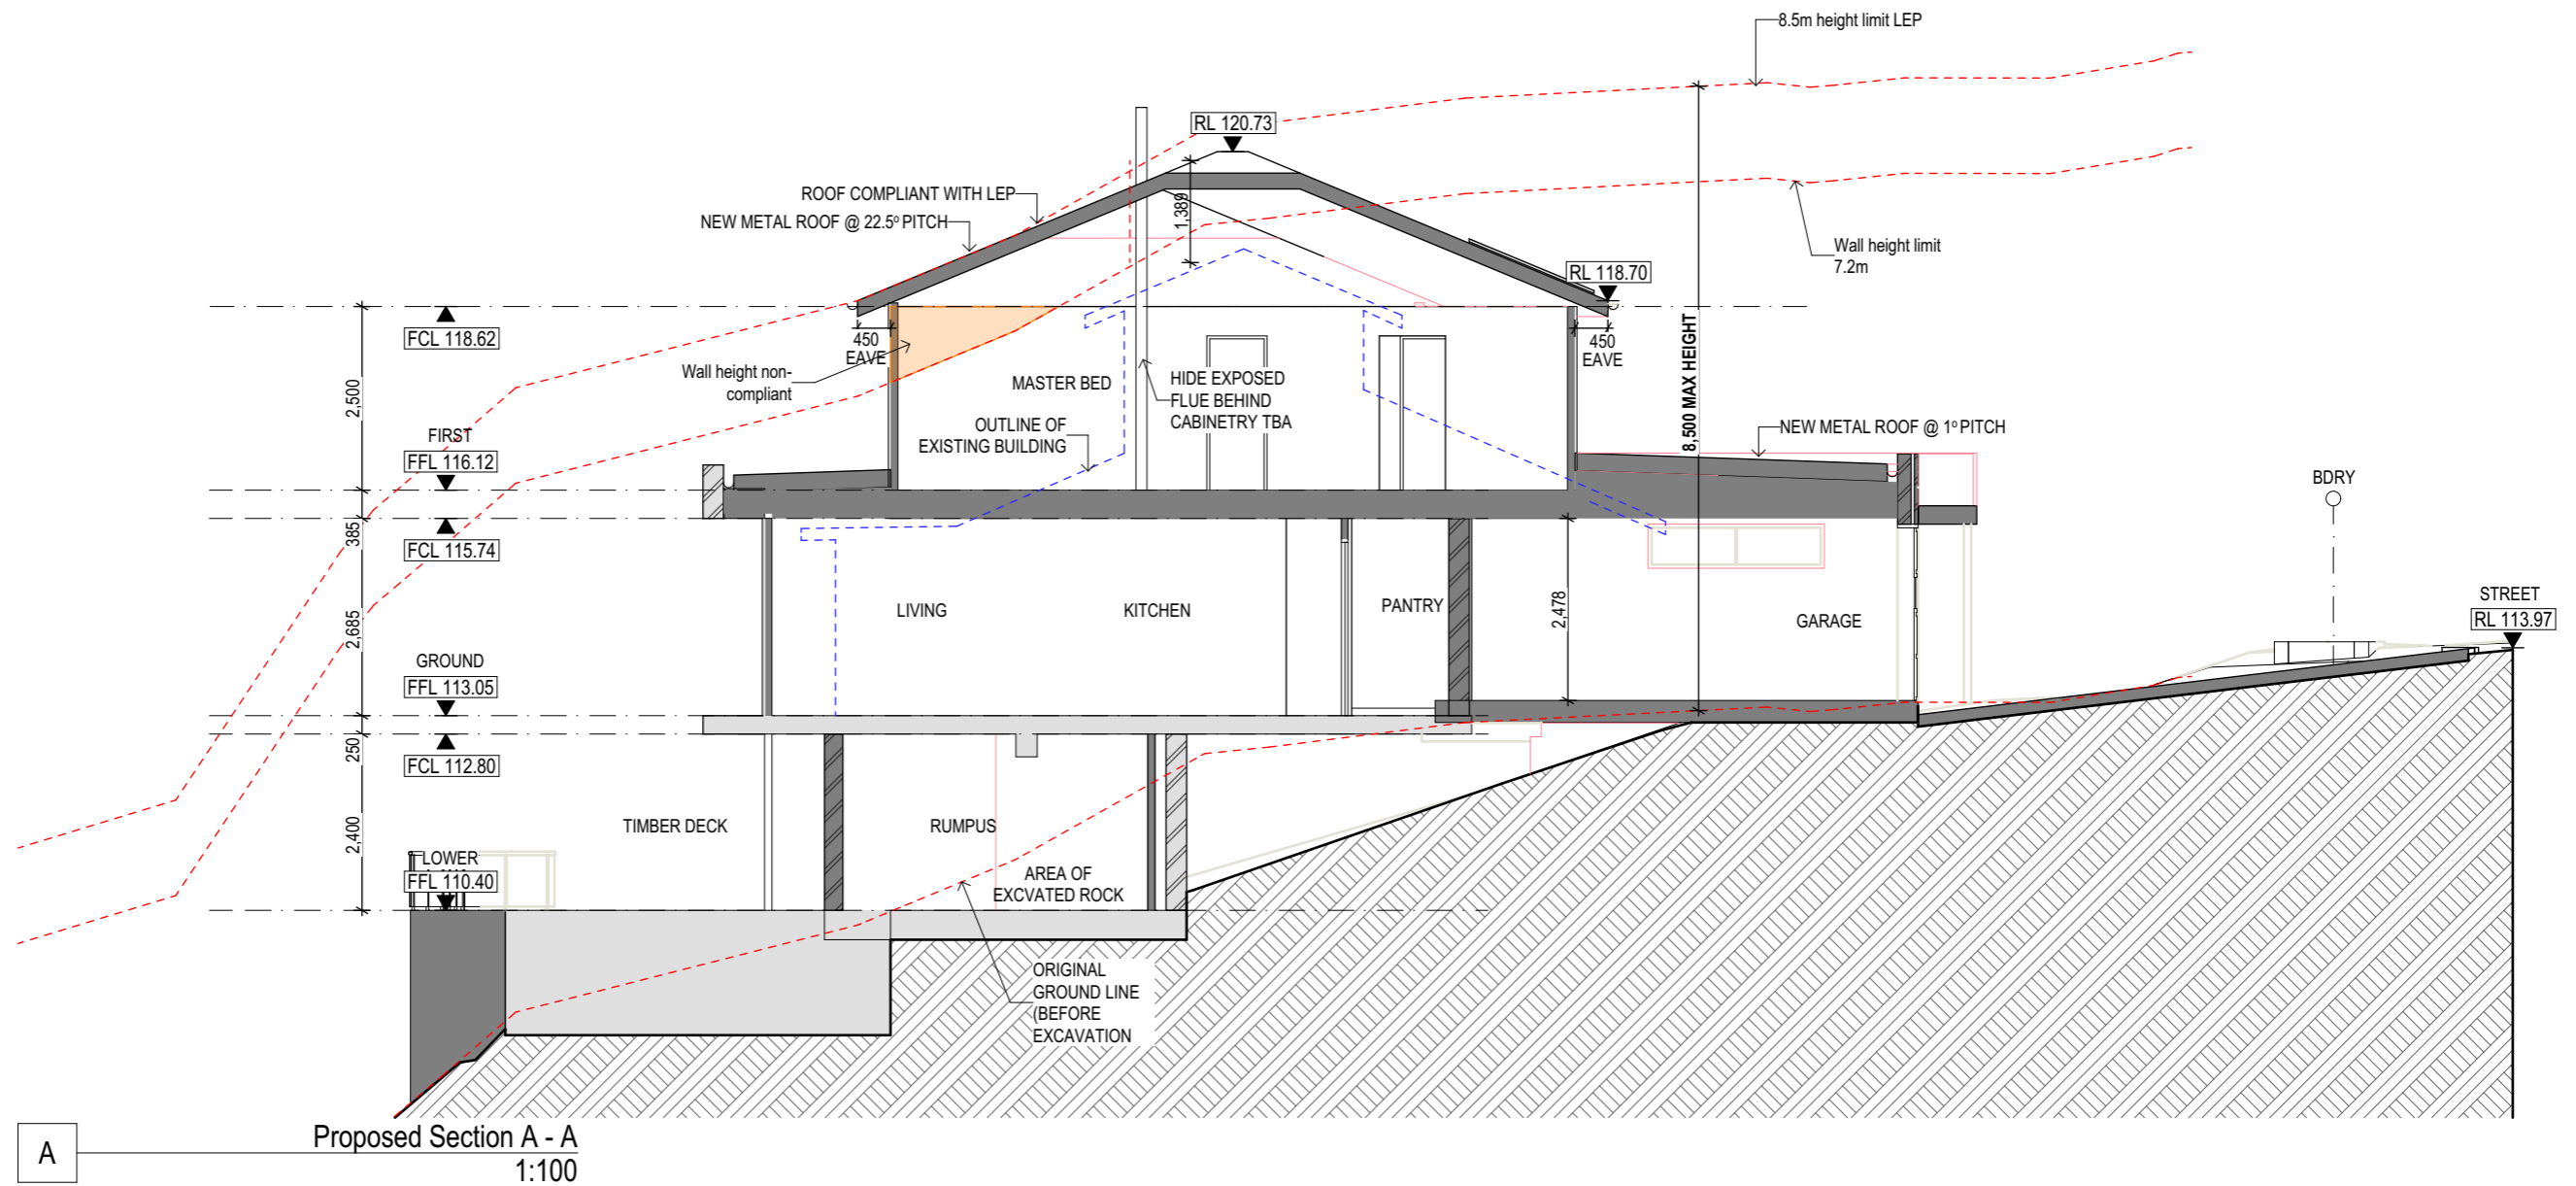 8.5m height limit LEP
RL 120.73
ROOF COMPLIANT WITH LEP
NEW METAL ROOF @ 22.5º PITCH
1,389
Wall height limit
7.2m
RL 118.70
FCL 118.62
450
EAVE
450
EAVE
Wall height non-
compliant
MASTER BED
HIDE EXPOSED
FLUE BEHIND
CABINETRY TBA
8,500 MAX HEIGHT
2,500
OUTLINE OF
EXISTING BUILDING
NEW METAL ROOF @ 1º PITCH
FIRST
FFL 116.12
BDRY
385
FCL 115.74
2,685
LIVING
KITCHEN
PANTRY
2,478
GARAGE
STREET
RL 113.97
GROUND
FFL 113.05
250
FCL 112.80
2,400
TIMBER DECK
RUMPUS
LOWER
FFL 110.40
AREA OF
EXCVATED ROCK
ORIGINAL
GROUND LINE
(BEFORE
EXCAVATION
A
Proposed Section A - A
1:100